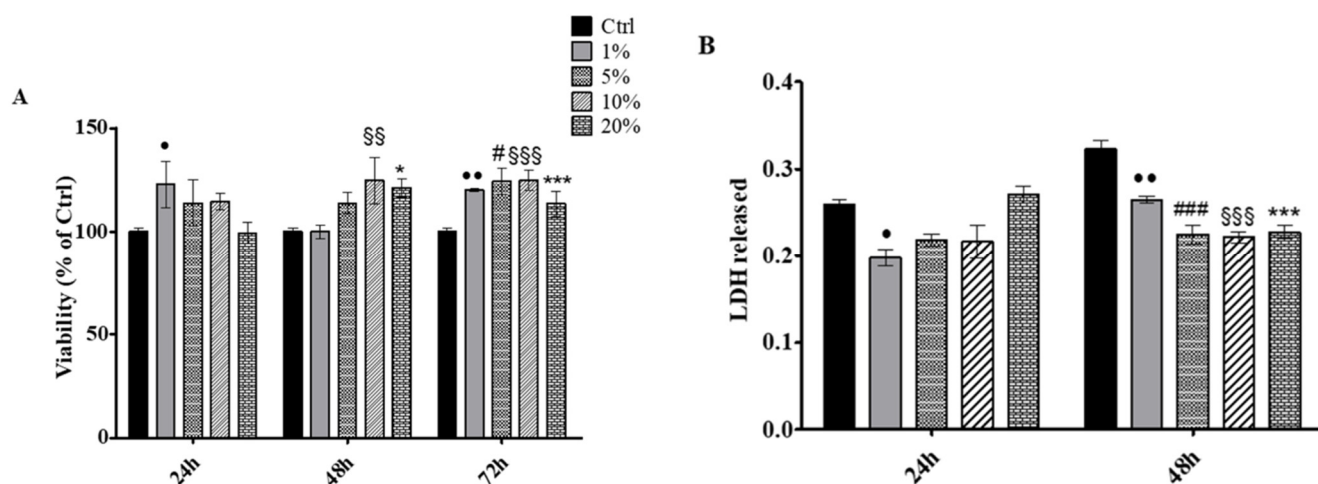 A
Ctrl
1%
5%
10%
20%
Viability (% of Ctrl)
150
100
50
0
•
§§
*
••
#
§§§
***
24h
48h
72h
B
LDH released
0.4
0.3
0.2
0.1
0.0
•
••
###
§§§
***
24h
48h